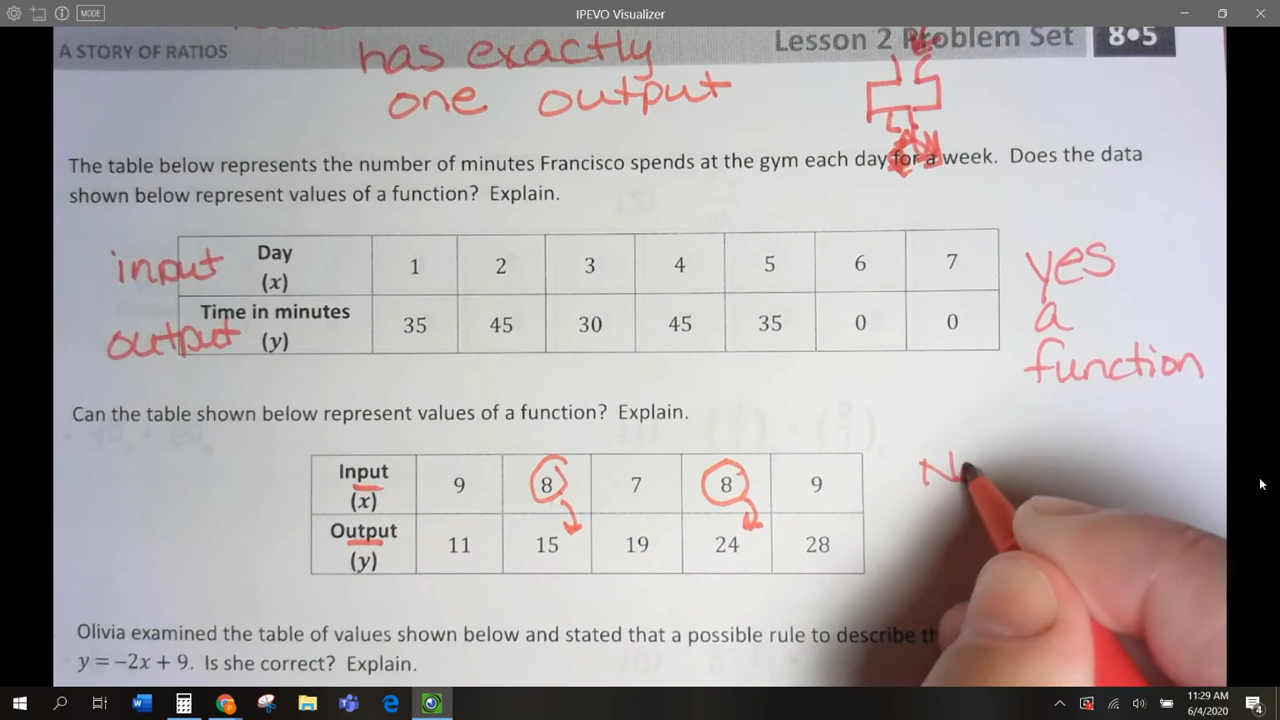 MODE
IPEVO Visualizer
A STORY OF RATIOS
Lesson 2 Problem Set
8•5
has exactly
one output
The table below represents the number of minutes Francisco spends at the gym each day for a week. Does the data
shown below represent values of a function? Explain.
input
Day
(x)
1 2 3 4 5 6 7
output
Time in minutes
(y)
35 45 30 45 35 0 0
yes
a
function
Can the table shown below represent values of a function? Explain.
Input
(x)
9 8 7 8 9
Output
(y)
11 15 19 24 28
N
Olivia examined the table of values shown below and stated that a possible rule to describe
y = −2x + 9. Is she correct? Explain.
11:29 AM
6/4/2020
4